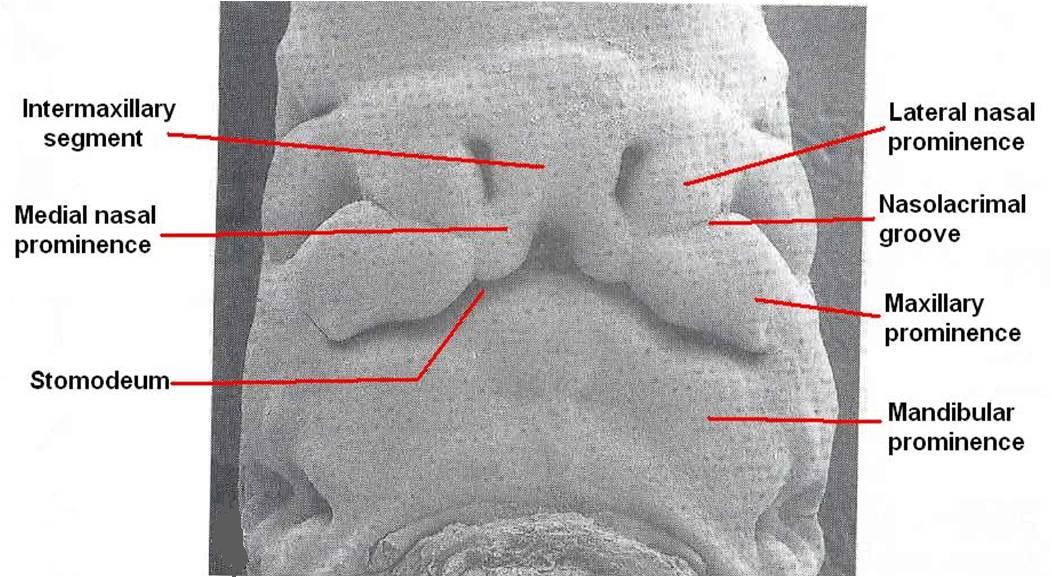 Intermaxillary
segment
Medial nasal
prominence
Stomodeum
Lateral nasal
prominence
Nasolacrimal
groove
Maxillary
prominence
Mandibular
prominence